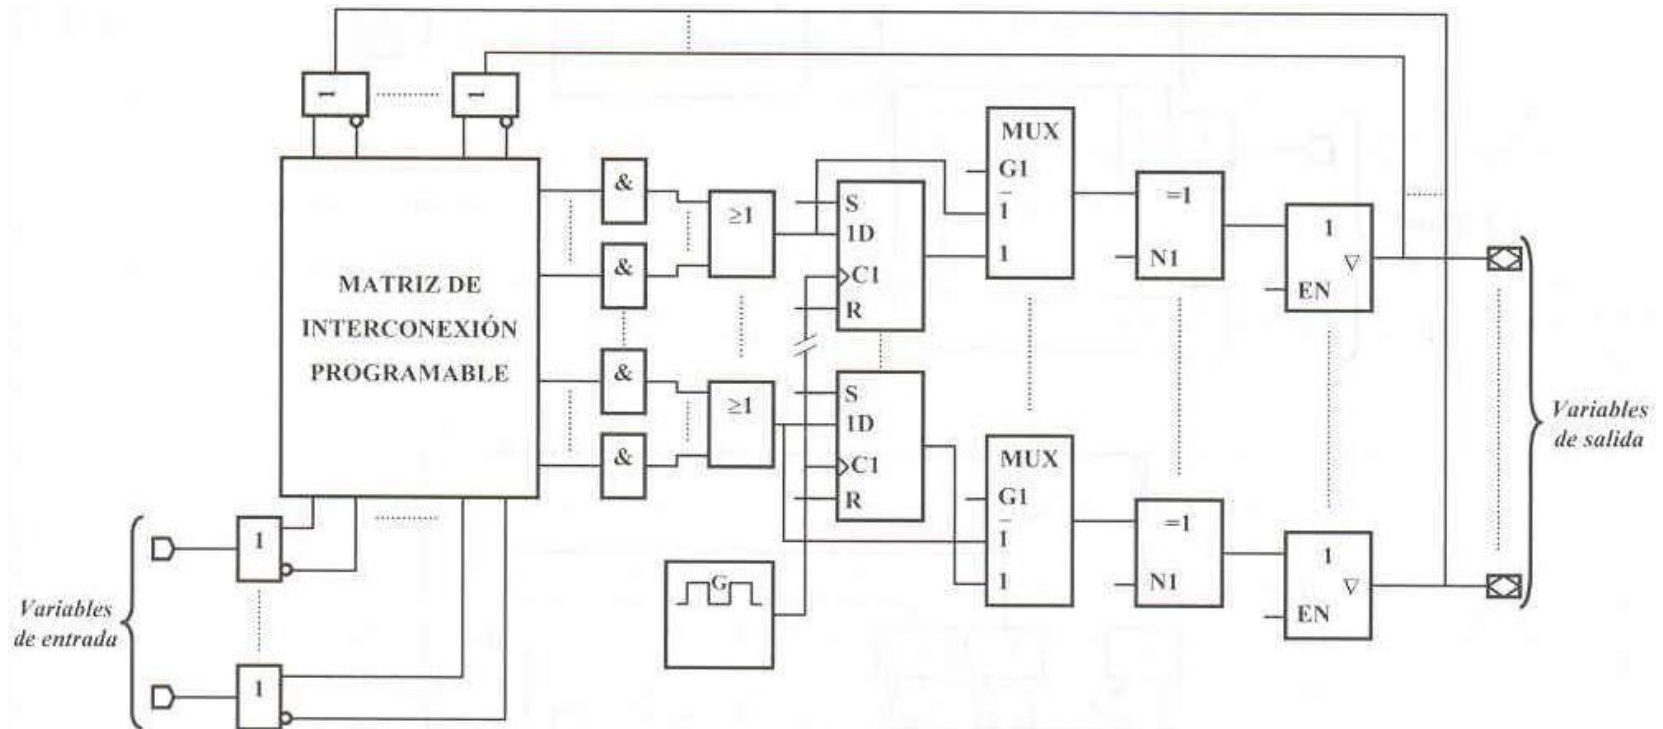 1
1
MATRIZ DE
INTERCONEXIÓN
PROGRAMABLE
&
&
&
&
≥1
≥1
S
1D
C1
R
S
1D
C1
R
MUX
G1
1̅
1
MUX
G1
1̅
1
=1
N1
=1
N1
1
▽
EN
1
▽
EN
Variables
de salida
Variables
de entrada
1
1
G